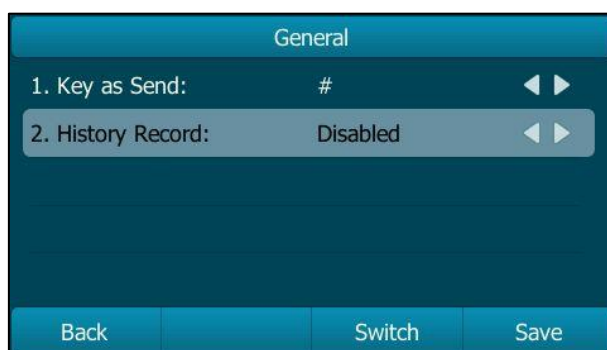 General
1. Key as Send: #
2. History Record: Disabled
Back Switch Save